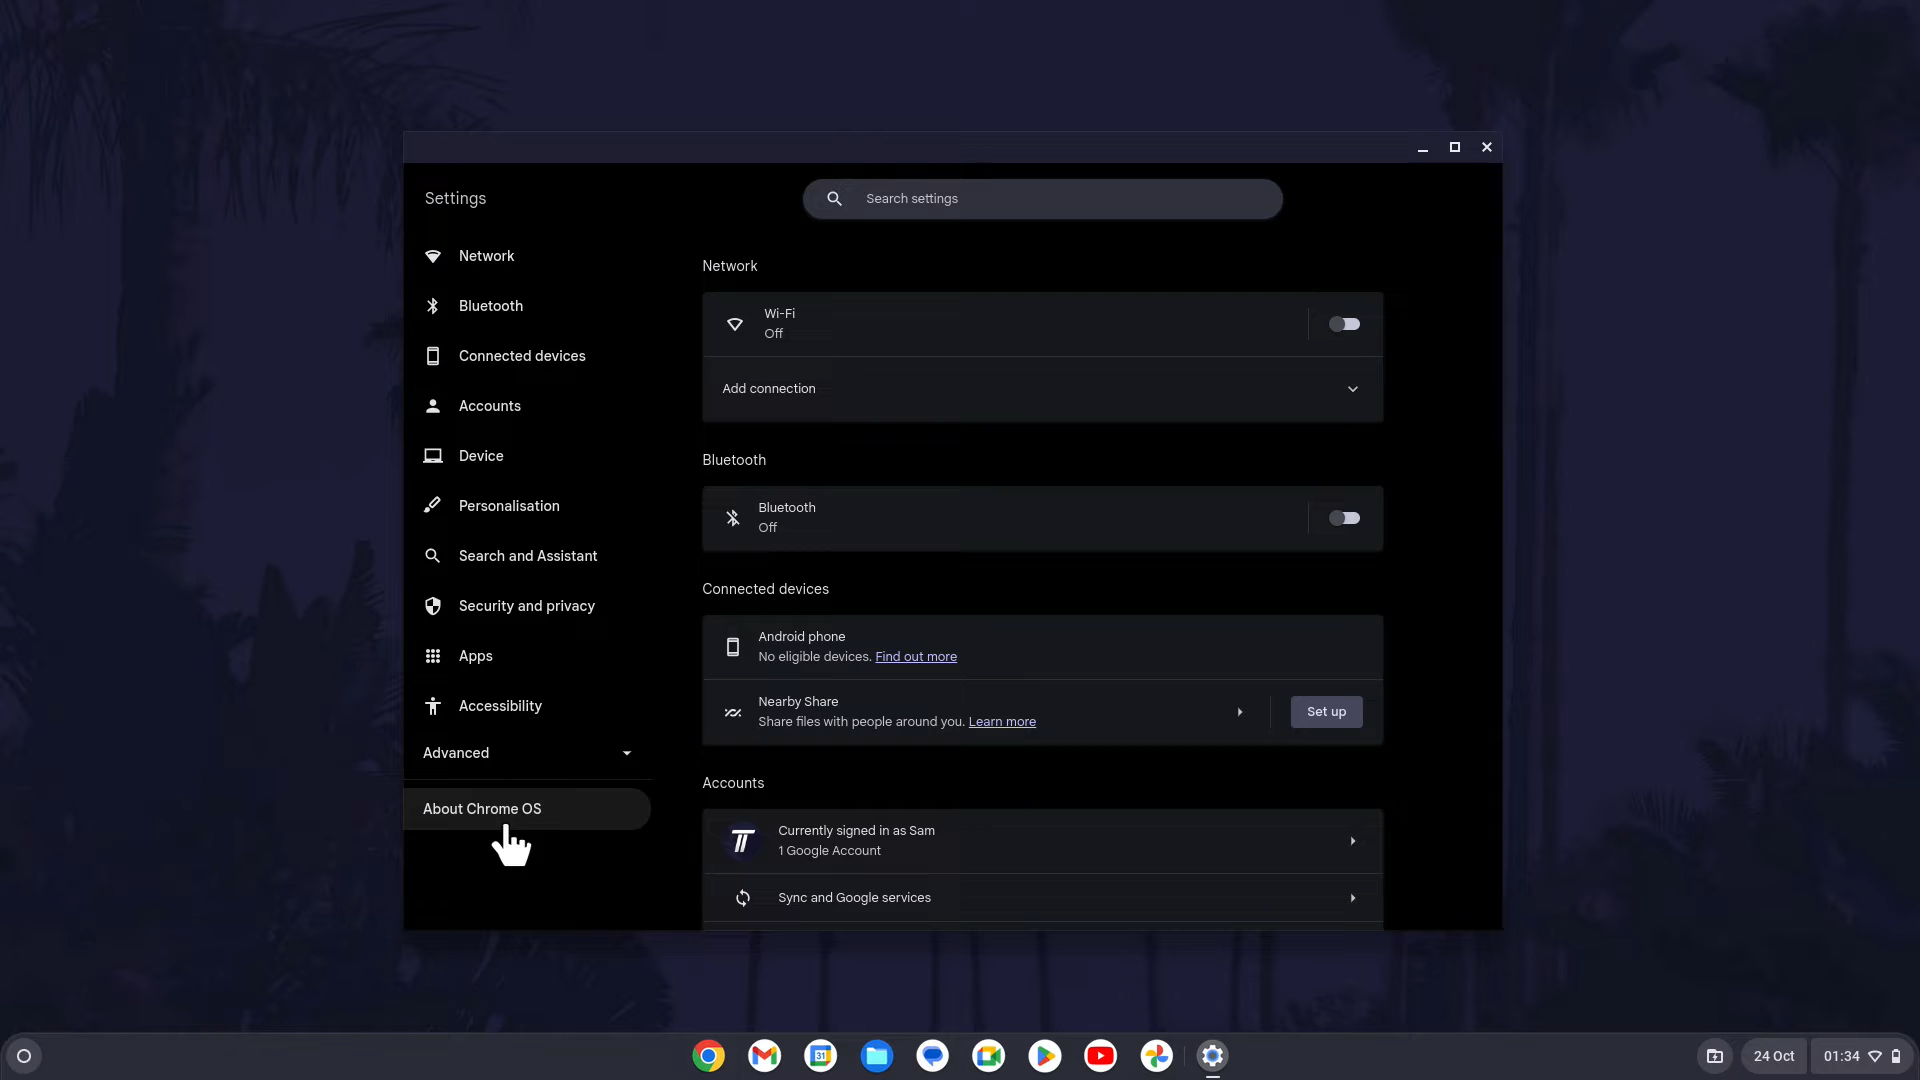 Settings
Search settings
Network
Bluetooth
Connected devices
Accounts
Device
Personalisation
Search and Assistant
Security and privacy
Apps
Accessibility
Advanced
About Chrome OS
Network
Wi-Fi
Off
Add connection
Bluetooth
Bluetooth
Off
Connected devices
Android phone
No eligible devices. Find out more
Nearby Share
Share files with people around you. Learn more
Set up
Accounts
Currently signed in as Sam
1 Google Account
Sync and Google services
31
24 Oct
01:34